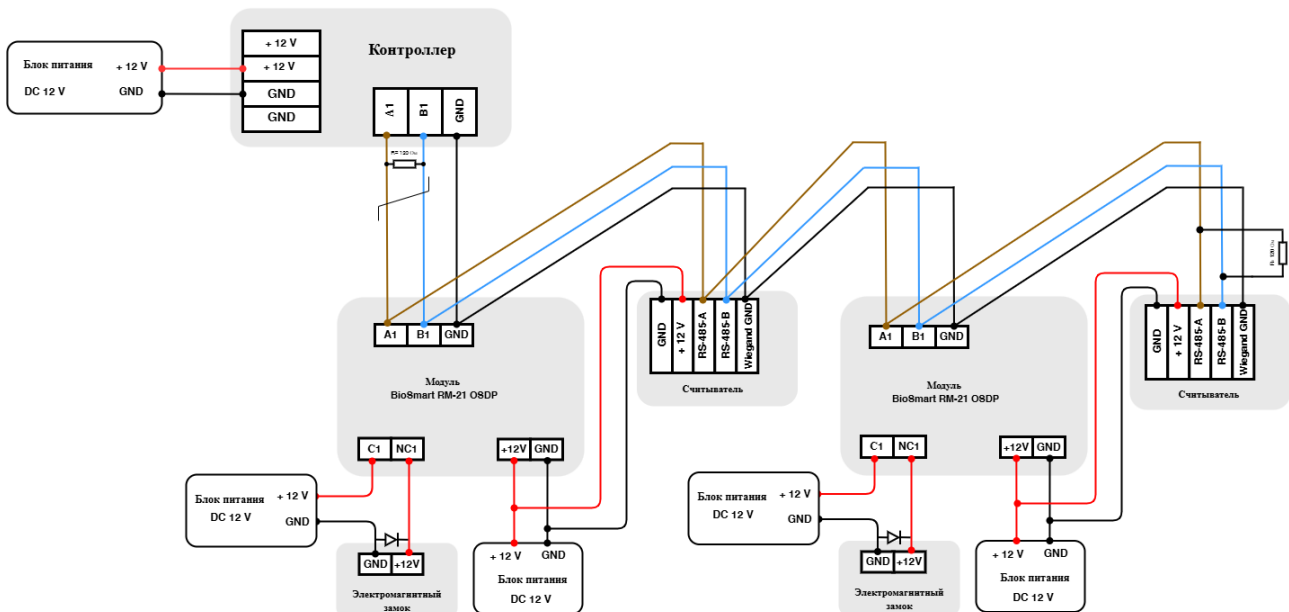 Контроллер
+ 12 V
+ 12 V
GND
GND
Блок питания
+ 12 V
DC 12 V
GND
A1
B1
GND
A1
B1
GND
Модуль
BioSmart RM-21 OSDP
C1
NC1
+12V
GND
GND
+ 12 V
RS-485-A
RS-485-B
Wiegand GND
Считыватель
A1
B1
GND
Модуль
BioSmart RM-21 OSDP
C1
NC1
+12V
GND
GND
+ 12 V
RS-485-A
RS-485-B
Wiegand GND
Считыватель
Блок питания
+ 12 V
DC 12 V
GND
GND
+12V
Электромагнитный
замок
+ 12 V
GND
Блок питания
DC 12 V
Блок питания
+ 12 V
DC 12 V
GND
GND
+12V
Электромагнитный
замок
+ 12 V
GND
Блок питания
DC 12 V